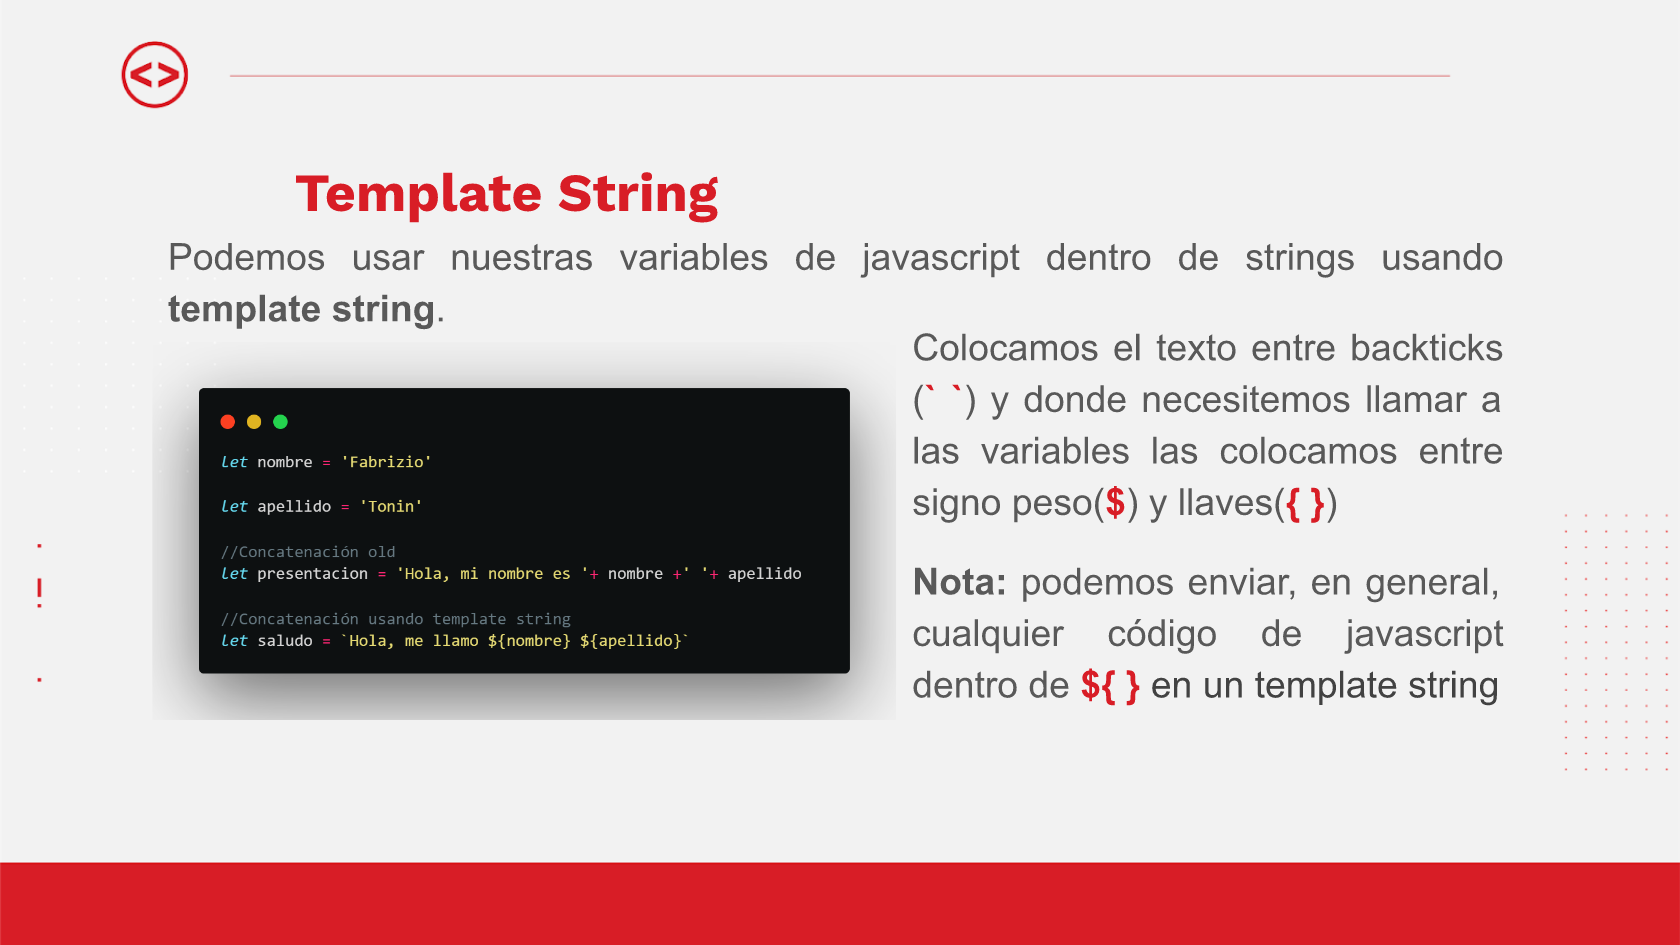 <>
Template String
Podemos usar nuestras variables de javascript dentro de strings usando
template string.
let nombre = 'Fabrizio'
let apellido = 'Tonin'
//Concatenación old
let presentacion = 'Hola, mi nombre es '+ nombre +' '+ apellido
//Concatenación usando template string
let saludo = `Hola, me llamo ${nombre} ${apellido}`
Colocamos el texto entre backticks
(` `) y donde necesitemos llamar a
las variables las colocamos entre
signo peso($) y llaves({ })
Nota: podemos enviar, en general,
cualquier código de javascript
dentro de ${ } en un template string